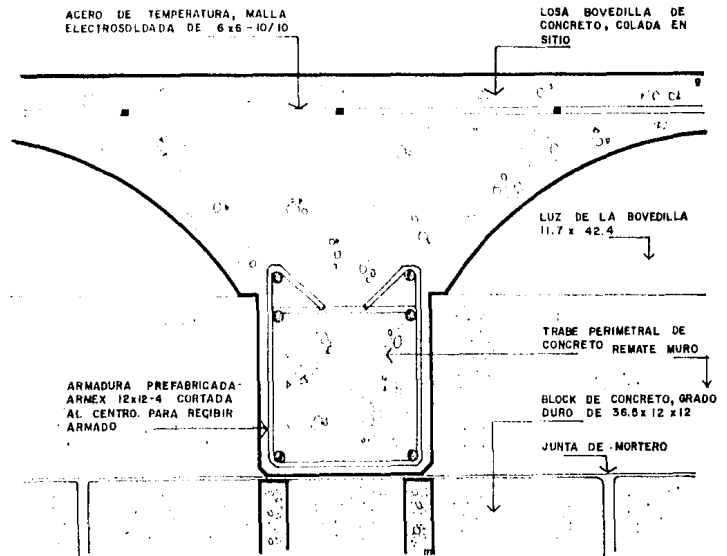 ACERO DE TEMPERATURA, MALLA
ELECTROSOLDADA DE 6x6-10/10
LOSA BOVEDILLA DE
CONCRETO, COLADA EN
SITIO
LUZ DE LA BOVEDILLA
11.7 x 42.4
TRABE PERIMETRAL DE
CONCRETO REMATE MURO
ARMADURA PREFABRICADA-
ARMEX 12x12-4 CORTADA
AL CENTRO. PARA RECIBIR
ARMADO
BLOCK DE CONCRETO, GRADO
DURO DE 36.5x 12 x12
JUNTA DE MORTERO